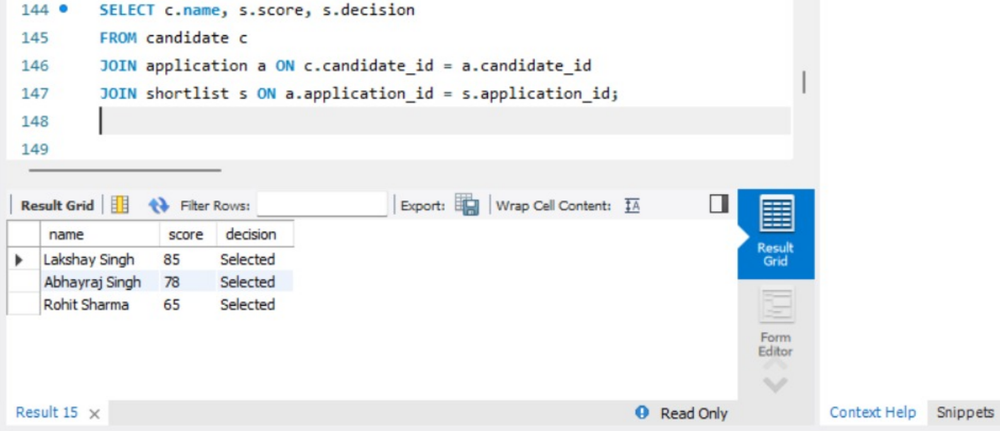 144 SELECT c.name, s.score, s.decision
145 FROM candidate c
146 JOIN application a ON c.candidate_id = a.candidate_id
147 JOIN shortlist s ON a.application_id = s.application_id;
148
149
Result Grid Filter Rows: Export: Wrap Cell Content:
name score decision
Lakshay Singh 85 Selected
Abhayraj Singh 78 Selected
Rohit Sharma 65 Selected
Result
Grid
Form
Editor
Result 15 Read Only
Context Help Snippets